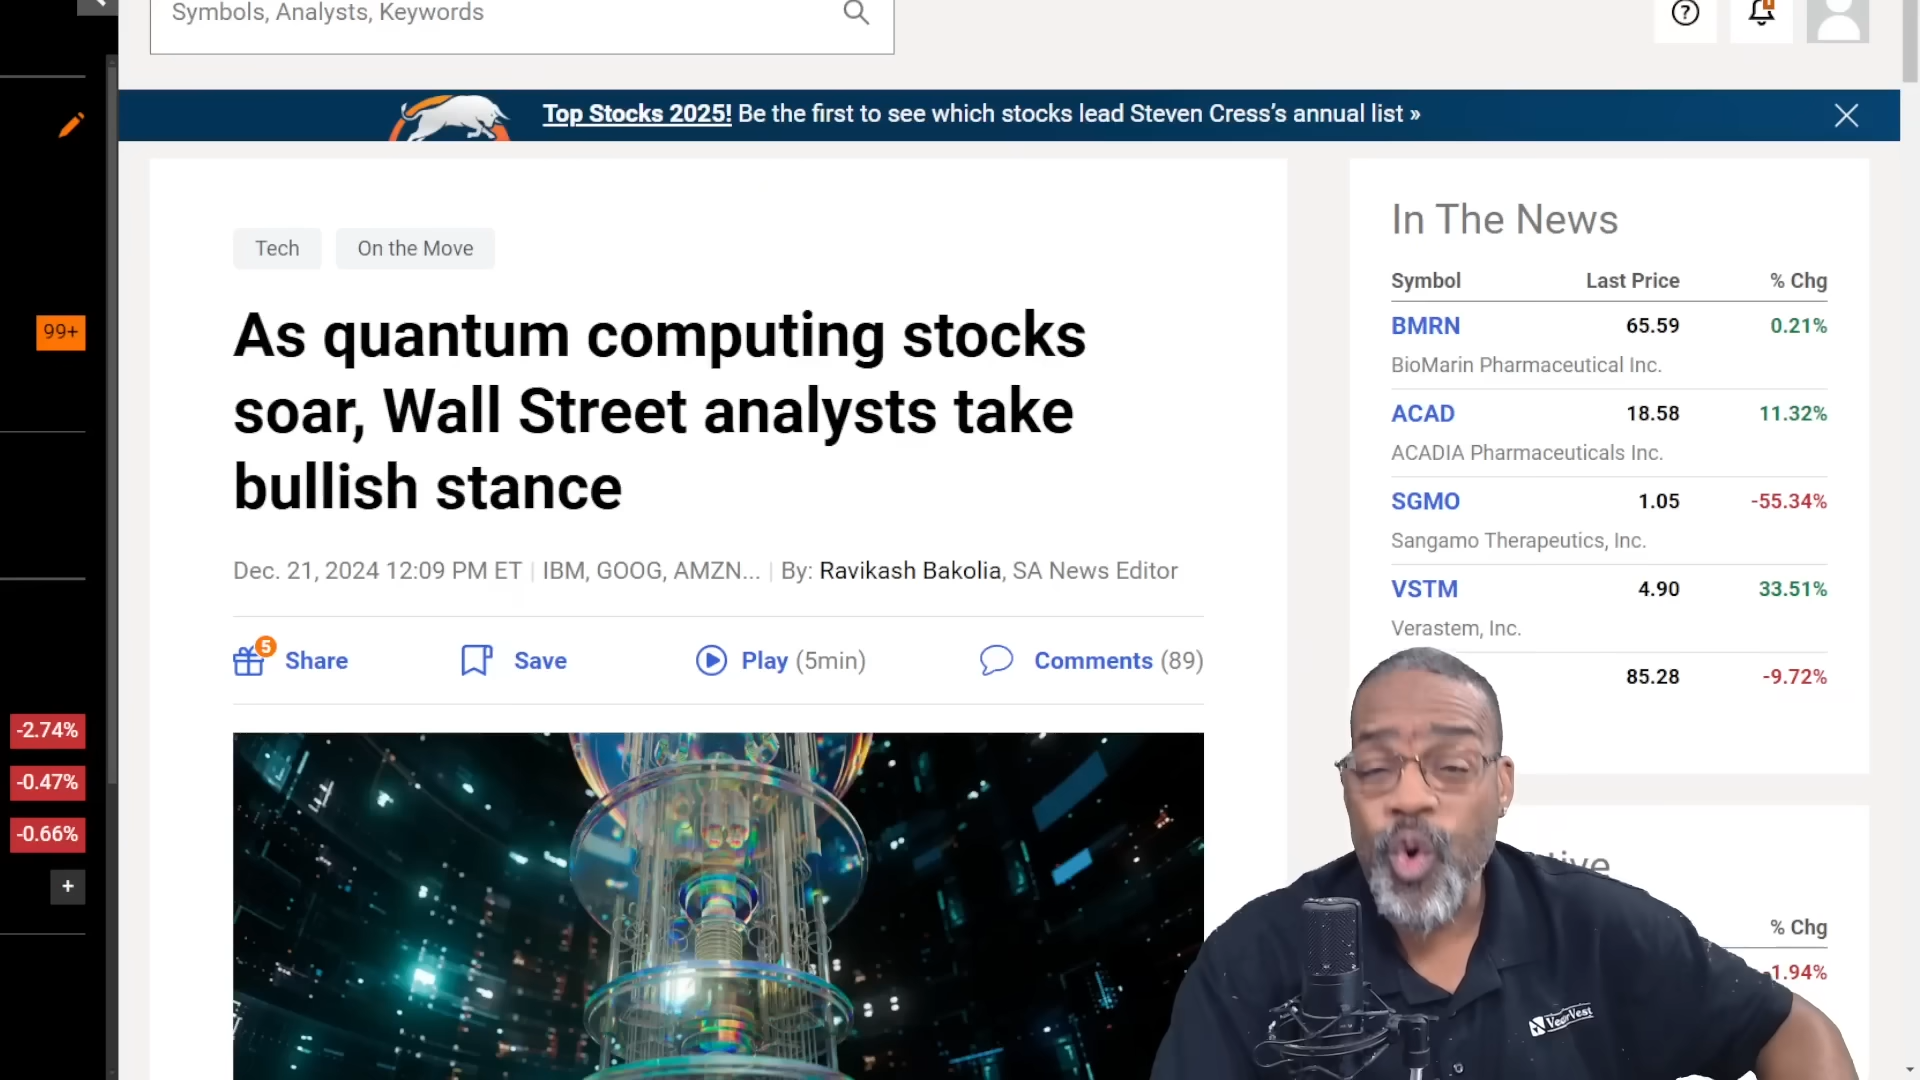 Symbols, Analysts, Keywords
Top Stocks 2025! Be the first to see which stocks lead Steven Cress’s annual list »
99+
-2.74%
-0.47%
-0.66%
+
Tech
On the Move
As quantum computing stocks
soar, Wall Street analysts take
bullish stance
Dec. 21, 2024 12:09 PM ET | IBM, GOOG, AMZN... | By: Ravikash Bakolia, SA News Editor
5 Share
Save
Play (5min)
Comments (89)
In The News
Symbol Last Price % Chg
BMRN 65.59 0.21%
BioMarin Pharmaceutical Inc.
ACAD 18.58 11.32%
ACADIA Pharmaceuticals Inc.
SGMO 1.05 -55.34%
Sangamo Therapeutics, Inc.
VSTM 4.90 33.51%
Verastem, Inc.
85.28 -9.72%
% Chg
-1.94%
VectorVest